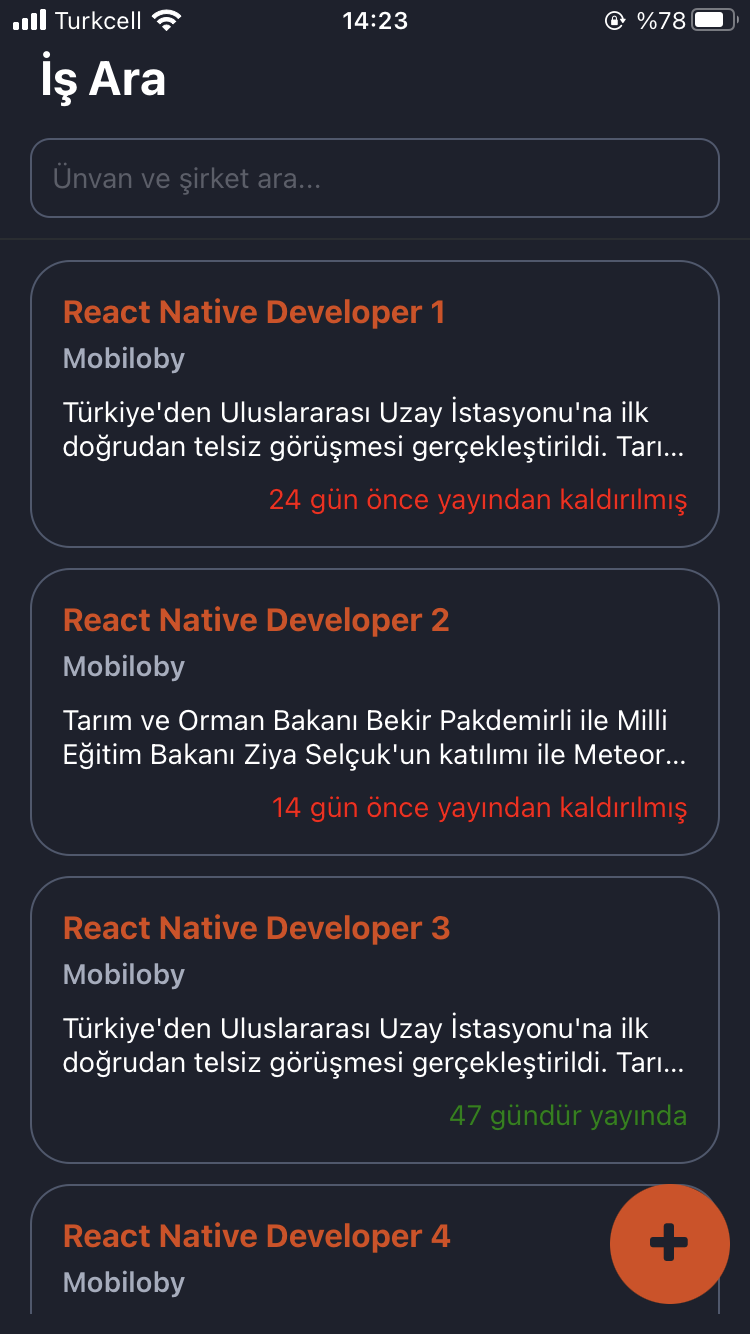 Turkcell 14:23 %78
İş Ara
Ünvan ve şirket ara...
React Native Developer 1
Mobiloby
Türkiye'den Uluslararası Uzay İstasyonu'na ilk
doğrudan telsiz görüşmesi gerçekleştirildi. Tarı...
24 gün önce yayından kaldırılmış
React Native Developer 2
Mobiloby
Tarım ve Orman Bakanı Bekir Pakdemirli ile Milli
Eğitim Bakanı Ziya Selçuk'un katılımı ile Meteor...
14 gün önce yayından kaldırılmış
React Native Developer 3
Mobiloby
Türkiye'den Uluslararası Uzay İstasyonu'na ilk
doğrudan telsiz görüşmesi gerçekleştirildi. Tarı...
47 gündür yayında
React Native Developer 4
Mobiloby